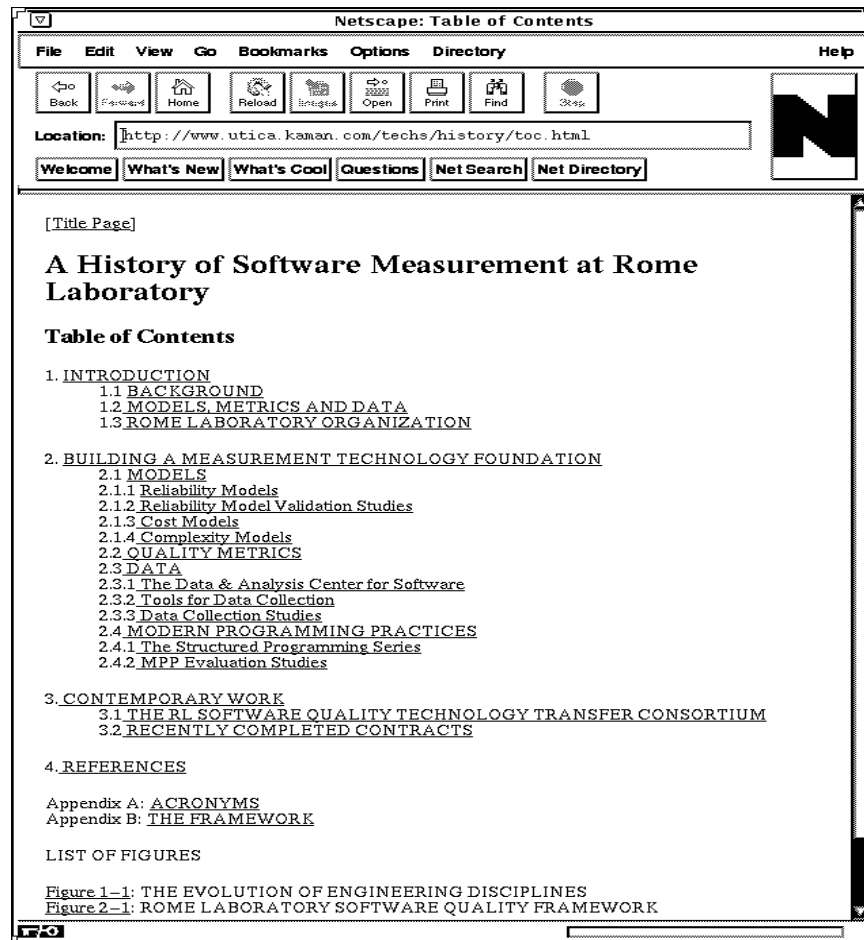 Netscape: Table of Contents
File Edit View Go Bookmarks Options Directory Help
Back Forward Home Reload Images Open Print Find Stop
Location: http://www.utica.kaman.com/techs/history/toc.html
Welcome What's New What's Cool Questions Net Search Net Directory
N
[Title Page]
A History of Software Measurement at Rome
Laboratory
Table of Contents
1. INTRODUCTION
1.1 BACKGROUND
1.2 MODELS, METRICS AND DATA
1.3 ROME LABORATORY ORGANIZATION
2. BUILDING A MEASUREMENT TECHNOLOGY FOUNDATION
2.1 MODELS
2.1.1 Reliability Models
2.1.2 Reliability Model Validation Studies
2.1.3 Cost Models
2.1.4 Complexity Models
2.2 QUALITY METRICS
2.3 DATA
2.3.1 The Data & Analysis Center for Software
2.3.2 Tools for Data Collection
2.3.3 Data Collection Studies
2.4 MODERN PROGRAMMING PRACTICES
2.4.1 The Structured Programming Series
2.4.2 MPP Evaluation Studies
3. CONTEMPORARY WORK
3.1 THE RL SOFTWARE QUALITY TECHNOLOGY TRANSFER CONSORTIUM
3.2 RECENTLY COMPLETED CONTRACTS
4. REFERENCES
Appendix A: ACRONYMS
Appendix B: THE FRAMEWORK
LIST OF FIGURES
Figure 1–1: THE EVOLUTION OF ENGINEERING DISCIPLINES
Figure 2–1: ROME LABORATORY SOFTWARE QUALITY FRAMEWORK